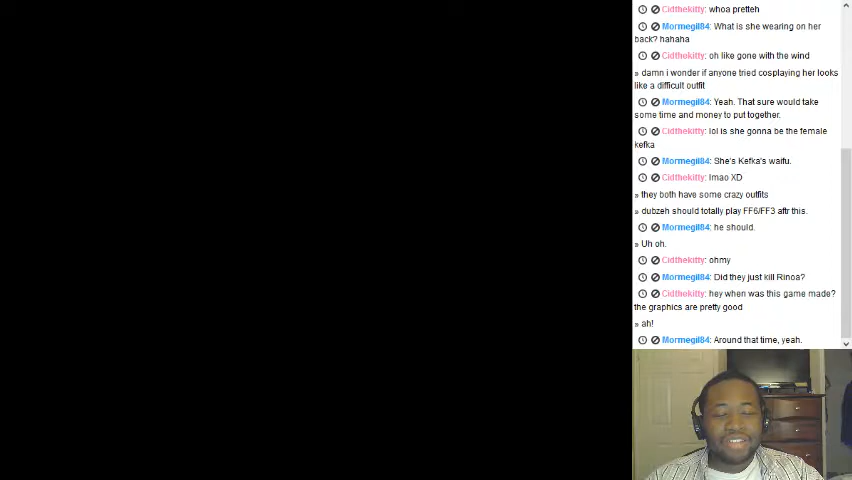 Cidthekitty: whoa pretteh
Mormegil84: What is she wearing on her
back? hahaha
Cidthekitty: oh like gone with the wind
» damn i wonder if anyone tried cosplaying her looks
like a difficult outfit
Mormegil84: Yeah. That sure would take
some time and money to put together.
Cidthekitty: lol is she gonna be the female
kefka
Mormegil84: She's Kefka's waifu.
Cidthekitty: lmao XD
» they both have some crazy outfits
» dubzeh should totally play FF6/FF3 aftr this.
Mormegil84: he should.
» Uh oh.
Cidthekitty: ohmy
Mormegil84: Did they just kill Rinoa?
Cidthekitty: hey when was this game made?
the graphics are pretty good
» ah!
Mormegil84: Around that time, yeah.